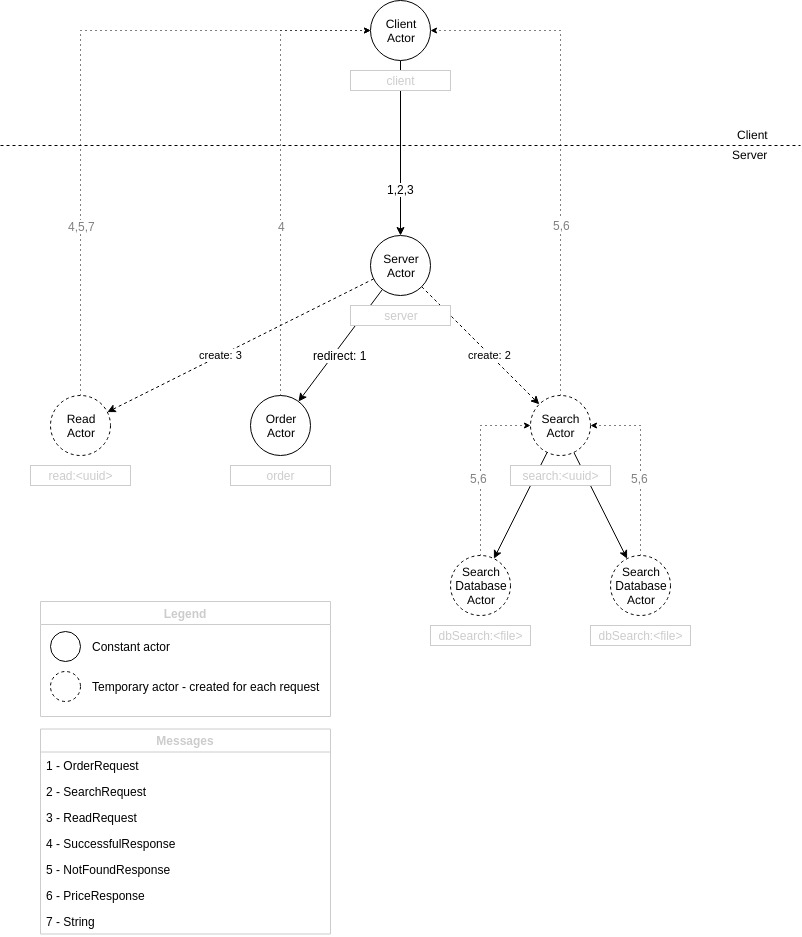 Client
Actor
client
Client
Server
1,2,3
4,5,7
4
5,6
Server
Actor
server
create: 3
redirect: 1
create: 2
Read
Actor
Order
Actor
Search
Actor
read:<uuid>
order
search:<uuid>
5,6
5,6
Search
Database
Actor
Search
Database
Actor
dbSearch:<file>
dbSearch:<file>
Legend
Constant actor
Temporary actor - created for each request
Messages
1 - OrderRequest
2 - SearchRequest
3 - ReadRequest
4 - SuccessfulResponse
5 - NotFoundResponse
6 - PriceResponse
7 - String